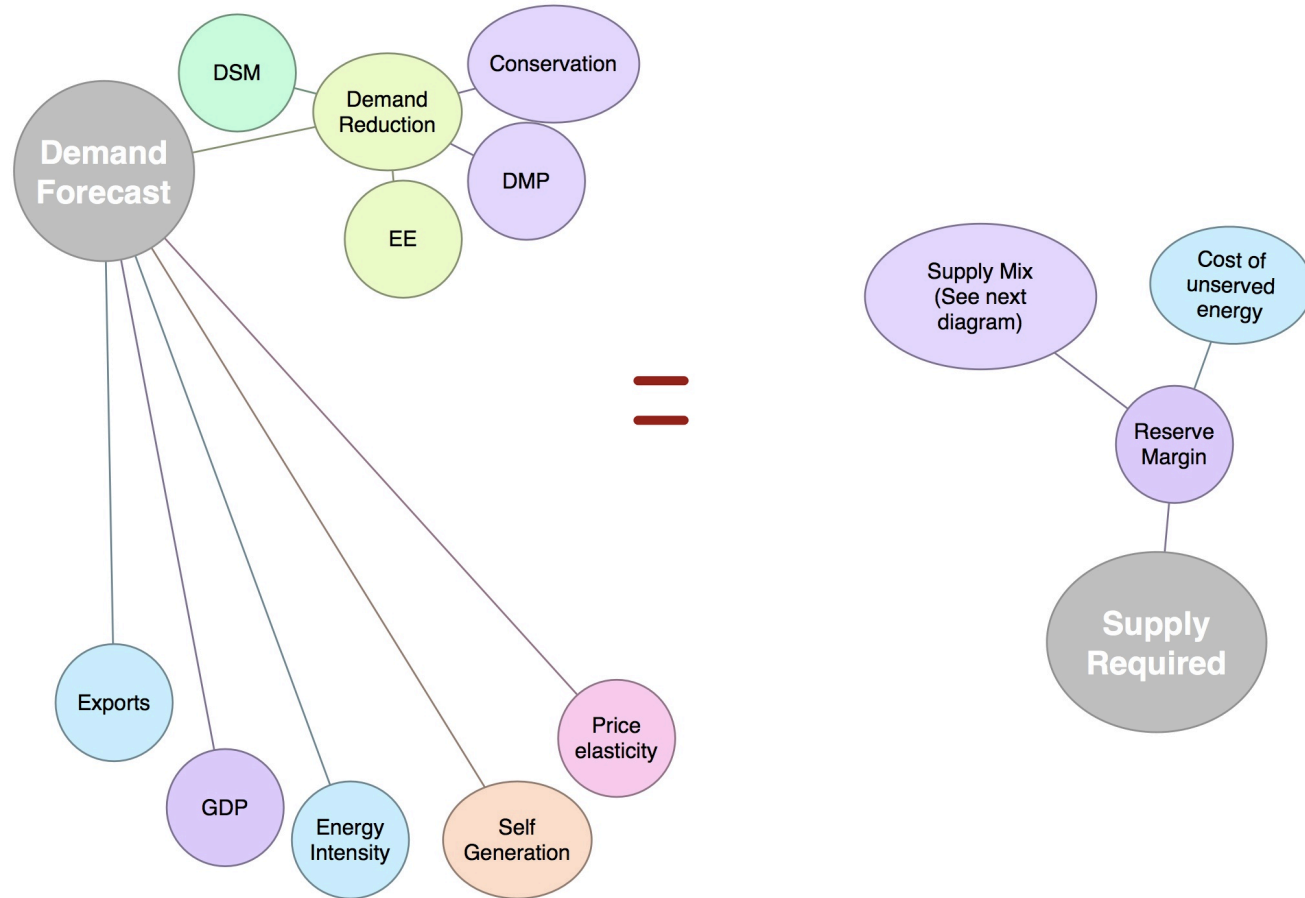 DSM
Conservation
Demand
Reduction
Demand
Forecast
DMP
EE
=
Supply Mix
(See next
diagram)
Cost of
unserved
energy
Reserve
Margin
Supply
Required
Exports
GDP
Energy
Intensity
Self
Generation
Price
elasticity